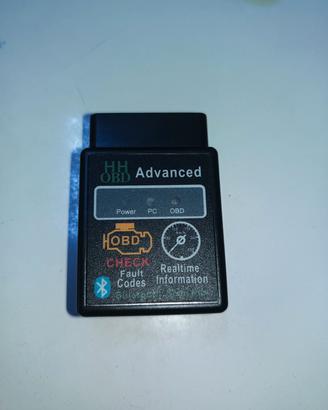 HH
OBD Advanced
Power PC OBD
OBD
CHECK
Fault
Codes
Realtime
Information